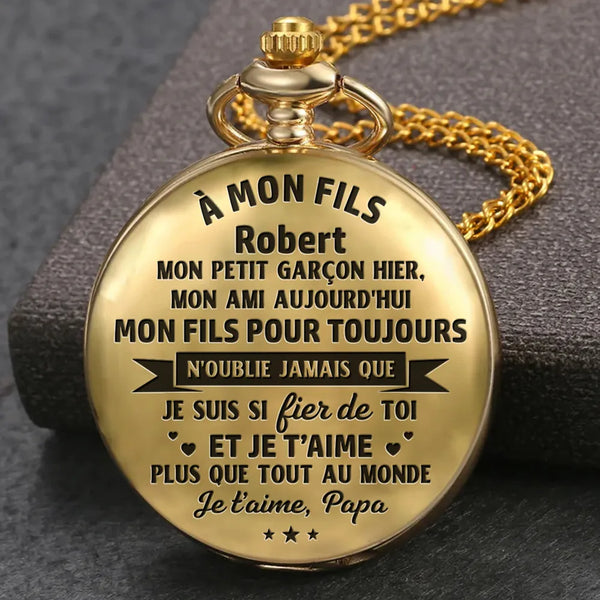 À MON FILS
Robert
MON PETIT GARÇON HIER,
MON AMI AUJOURD'HUI
MON FILS POUR TOUJOURS
N'OUBLIE JAMAIS QUE
JE SUIS SI fier de TOI
ET JE T'AIME
PLUS QUE TOUT AU MONDE
Je t'aime, Papa